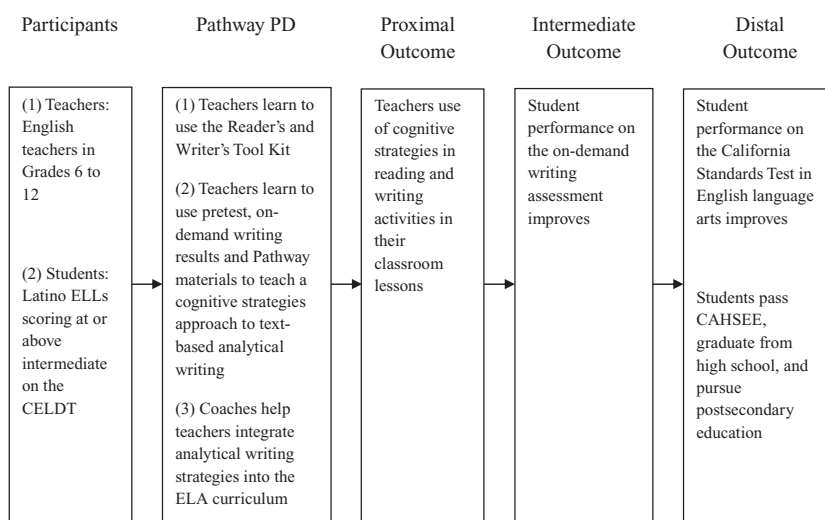 Participants
Pathway PD
Proximal
Outcome
Intermediate
Outcome
Distal
Outcome
(1) Teachers:
English
teachers in
Grades 6 to
12
(2) Students:
Latino ELLs
scoring at or
above
intermediate
on the
CELDT
(1) Teachers learn to
use the Reader’s and
Writer’s Tool Kit
(2) Teachers learn to
use pretest, on-
demand writing
results and Pathway
materials to teach a
cognitive strategies
approach to text-
based analytical
writing
(3) Coaches help
teachers integrate
analytical writing
strategies into the
ELA curriculum
Teachers use
of cognitive
strategies in
reading and
writing
activities in
their
classroom
lessons
Student
performance on
the on-demand
writing
assessment
improves
Student
performance on
the California
Standards Test in
English language
arts improves
Students pass
CAHSEE,
graduate from
high school, and
pursue
postsecondary
education